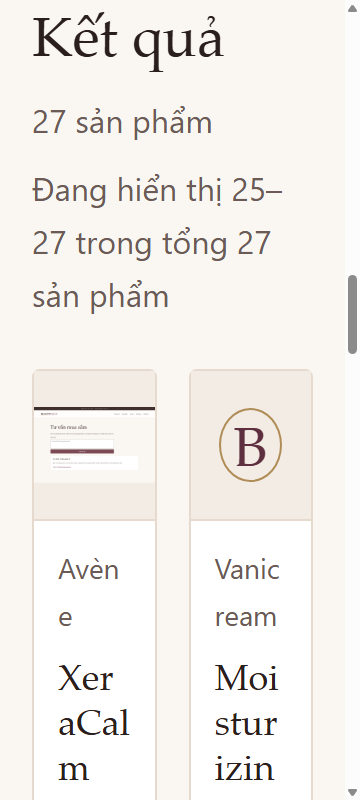 Kết quả
27 sản phẩm
Đang hiển thị 25–
27 trong tổng 27
sản phẩm
Tư vấn mua sắm
B
Avèn
e
Xer 
aCal
m
Vanic
ream
Moi
stur
izin